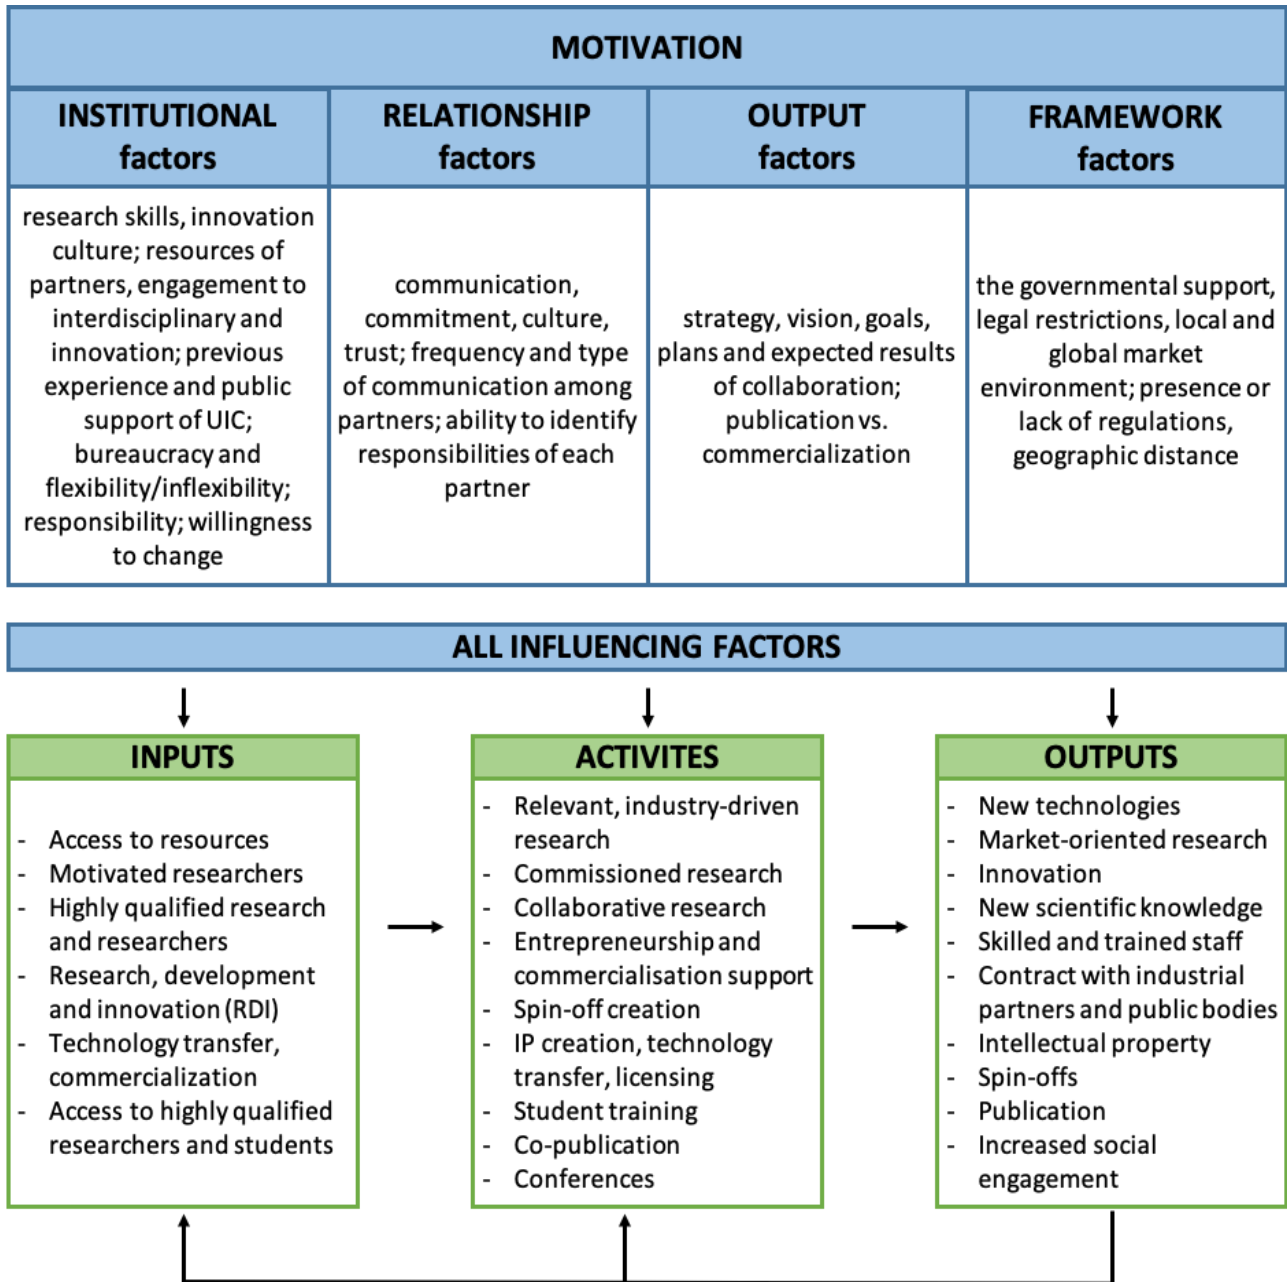 MOTIVATION
INSTITUTIONAL
factors
research skills, innovation
culture; resources of
partners, engagement to
interdisciplinary and
innovation; previous
experience and public
support of UIC;
bureaucracy and
flexibility/inflexibility;
responsibility; willingness
to change
RELATIONSHIP
factors
communication,
commitment, culture,
trust; frequency and type
of communication among
partners; ability to identify
responsibilities of each
partner
OUTPUT
factors
strategy, vision, goals,
plans and expected results
of collaboration;
publication vs.
commercialization
FRAMEWORK
factors
the governmental support,
legal restrictions, local and
global market
environment; presence or
lack of regulations,
geographic distance
ALL INFLUENCING FACTORS
INPUTS
- Access to resources
- Motivated researchers
- Highly qualified research
and researchers
- Research, development
and innovation (RDI)
- Technology transfer,
commercialization
- Access to highly qualified
researchers and students
ACTIVITES
- Relevant, industry-driven
research
- Commissioned research
- Collaborative research
- Entrepreneurship and
commercialisation support
- Spin-off creation
- IP creation, technology
transfer, licensing
- Student training
- Co-publication
- Conferences
OUTPUTS
- New technologies
- Market-oriented research
- Innovation
- New scientific knowledge
- Skilled and trained staff
- Contract with industrial
partners and public bodies
- Intellectual property
- Spin-offs
- Publication
- Increased social
engagement